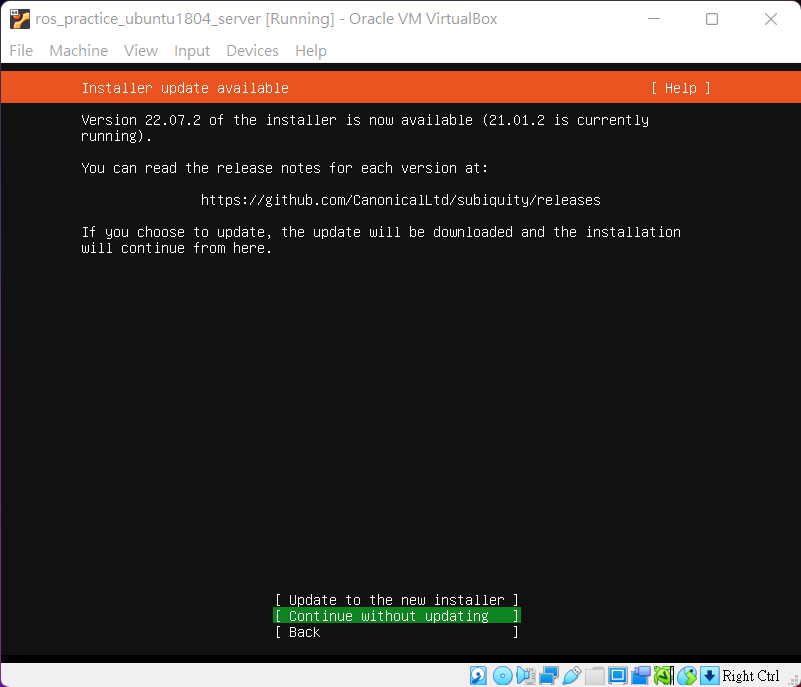 ros_practice_ubuntu1804_server [Running] - Oracle VM VirtualBox
File Machine View Input Devices Help
Installer update available [ Help ]
Version 22.07.2 of the installer is now available (21.01.2 is currently
running).
You can read the release notes for each version at:
https://github.com/CanonicalLtd/subiquity/releases
If you choose to update, the update will be downloaded and the installation
will continue from here.
[ Update to the new installer ]
[ Continue without updating ]
[ Back ]
Right Ctrl